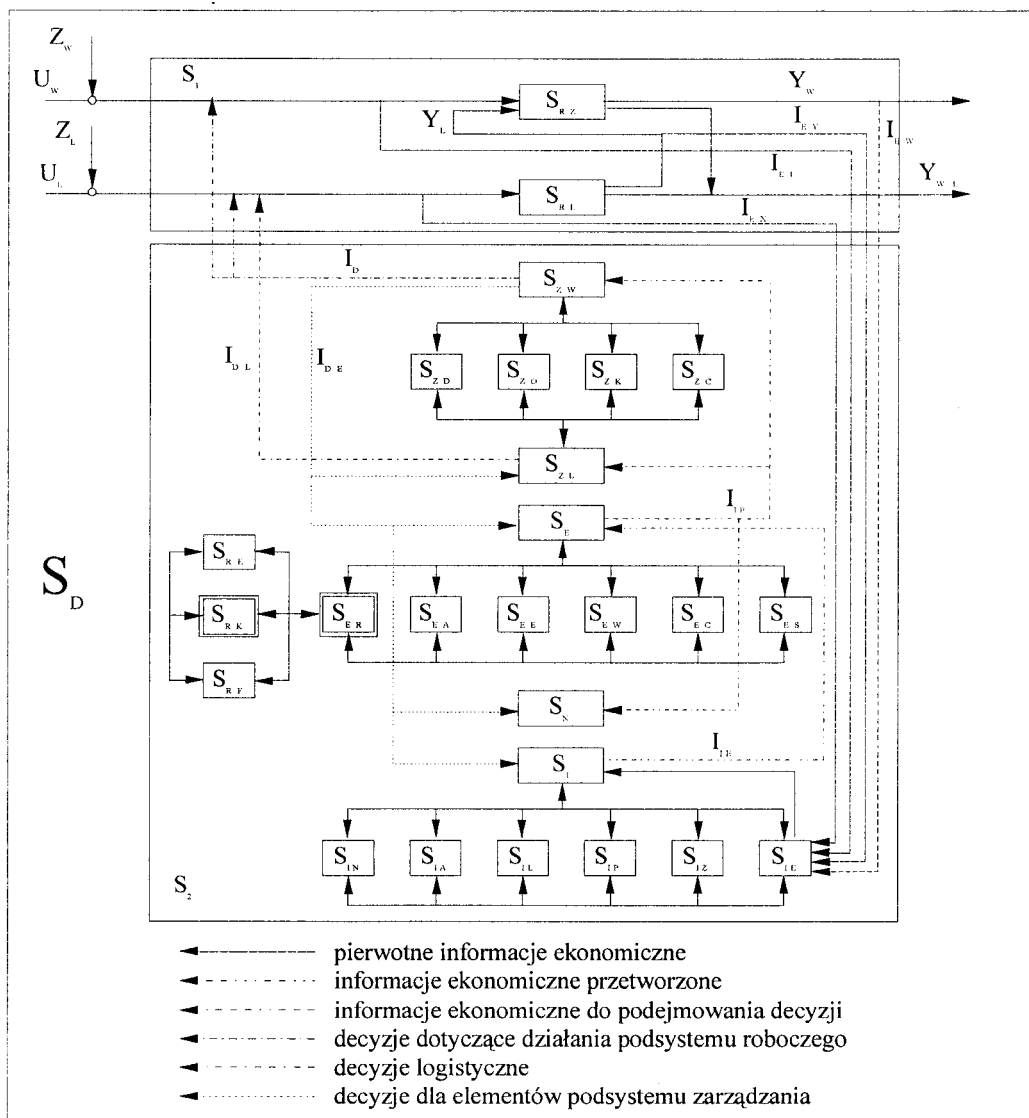 Z_W
S_1
U_W
Y_W
S_RZ
Y_L
I_EY
I_EW
Z_L
I_EI
U_L
S_RL
Y_WL
I_EX
I_D
S_ZW
I_DL
I_DE
S_ZD
S_ZO
S_ZK
S_ZC
S_ZL
I_IP
S_E
S_RE
S_D
S_RK
S_ER
S_EA
S_EE
S_EW
S_EC
S_ES
S_RF
S_N
I_IE
S_I
S_IN
S_IA
S_IL
S_IP
S_IZ
S_IE
S_2
pierwotne informacje ekonomiczne
informacje ekonomiczne przetworzone
informacje ekonomiczne do podejmowania decyzji
decyzje dotyczące działania podsystemu roboczego
decyzje logistyczne
decyzje dla elementów podsystemu zarządzania